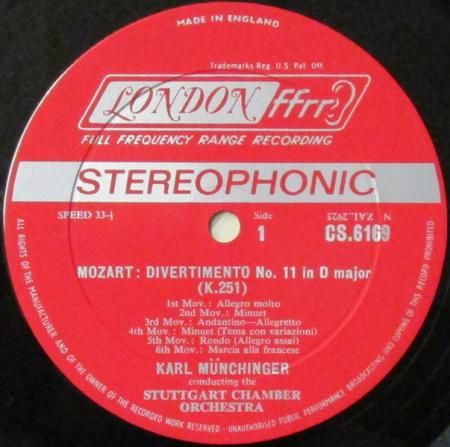 MADE IN ENGLAND
Trademarks Reg. U.S. Pat. Off
LONDON ffrr
FULL FREQUENCY RANGE RECORDING
STEREOPHONIC
SPEED 33-⅓
Side
1
N ZAL.2925
CS.6169
MOZART : DIVERTIMENTO No. 11 in D major
(K.251)
1st Mov.: Allegro molto
2nd Mov.: Minuet
3rd Mov.: Andantino—Allegretto
4th Mov.: Minuet (Tema con variazioni)
5th Mov.: Rondo (Allegro assai)
6th Mov.: Marcia alla francese
KARL MÜNCHINGER
conducting the
STUTTGART CHAMBER
ORCHESTRA
ALL RIGHTS OF THE MANUFACTURER AND OF THE OWNER OF THE RECORDED WORK RESERVED - UNAUTHORISED PUBLIC PERFORMANCE BROADCASTING AND COPYING OF THIS RECORD PROHIBITED